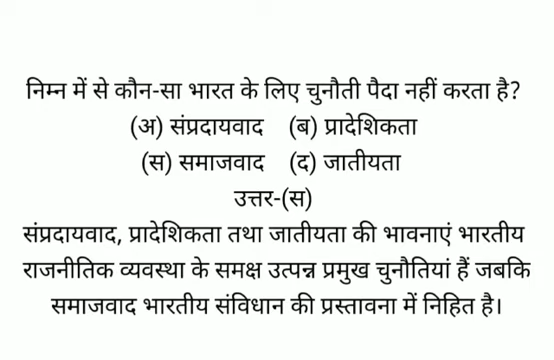 निम्न में से कौन-सा भारत के लिए चुनौती पैदा नहीं करता है?
(अ) संप्रदायवाद (ब) प्रादेशिकता
(स) समाजवाद (द) जातीयता
उत्तर-(स)
संप्रदायवाद, प्रादेशिकता तथा जातीयता की भावनाएं भारतीय
राजनीतिक व्यवस्था के समक्ष उत्पन्न प्रमुख चुनौतियां हैं जबकि
समाजवाद भारतीय संविधान की प्रस्तावना में निहित है।